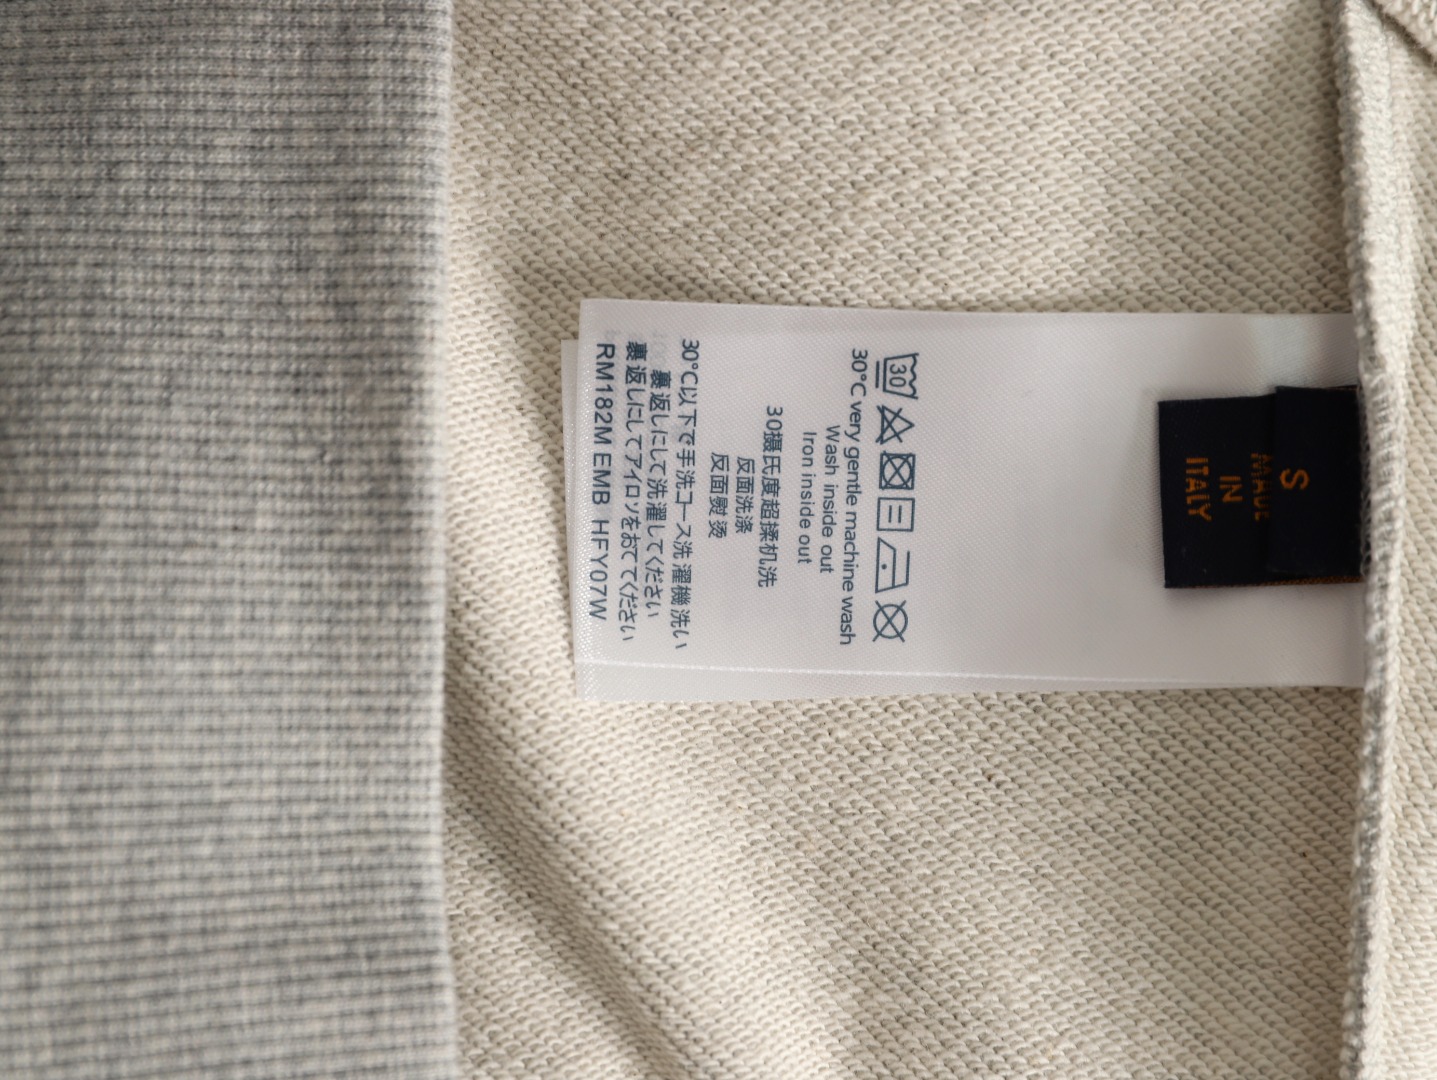 S
MADE
IN
ITALY
30
30°C very gentle machine wash
Wash inside out
Iron inside out
30摄氏度超揉机洗
反面洗涤
反面熨烫
30°C以下で手洗コース洗濯機洗い
裏返しにして洗濯してください
裏返しにしてアイロンをおててください
RM182M EMB HFY07W